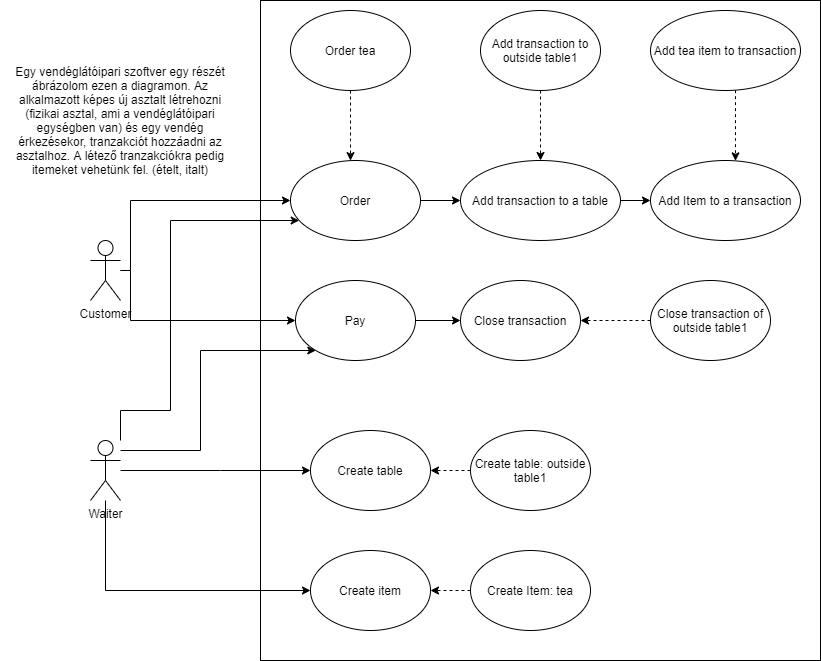 Order tea
Add transaction to
outside table1
Add tea item to transaction
Egy vendéglátóipari szoftver egy részét
ábrázolom ezen a diagramon. Az
alkalmazott képes új asztalt létrehozni
(fizikai asztal, ami a vendéglátóipari
egységben van) és egy vendég
érkezésekor, tranzakciót hozzáadni az
asztalhoz. A létező tranzakciókra pedig
itemeket vehetünk fel. (ételt, italt)
Order
Add transaction to a table
Add Item to a transaction
Customer
Pay
Close transaction
Close transaction of
outside table1
Waiter
Create table
Create table: outside
table1
Create item
Create Item: tea